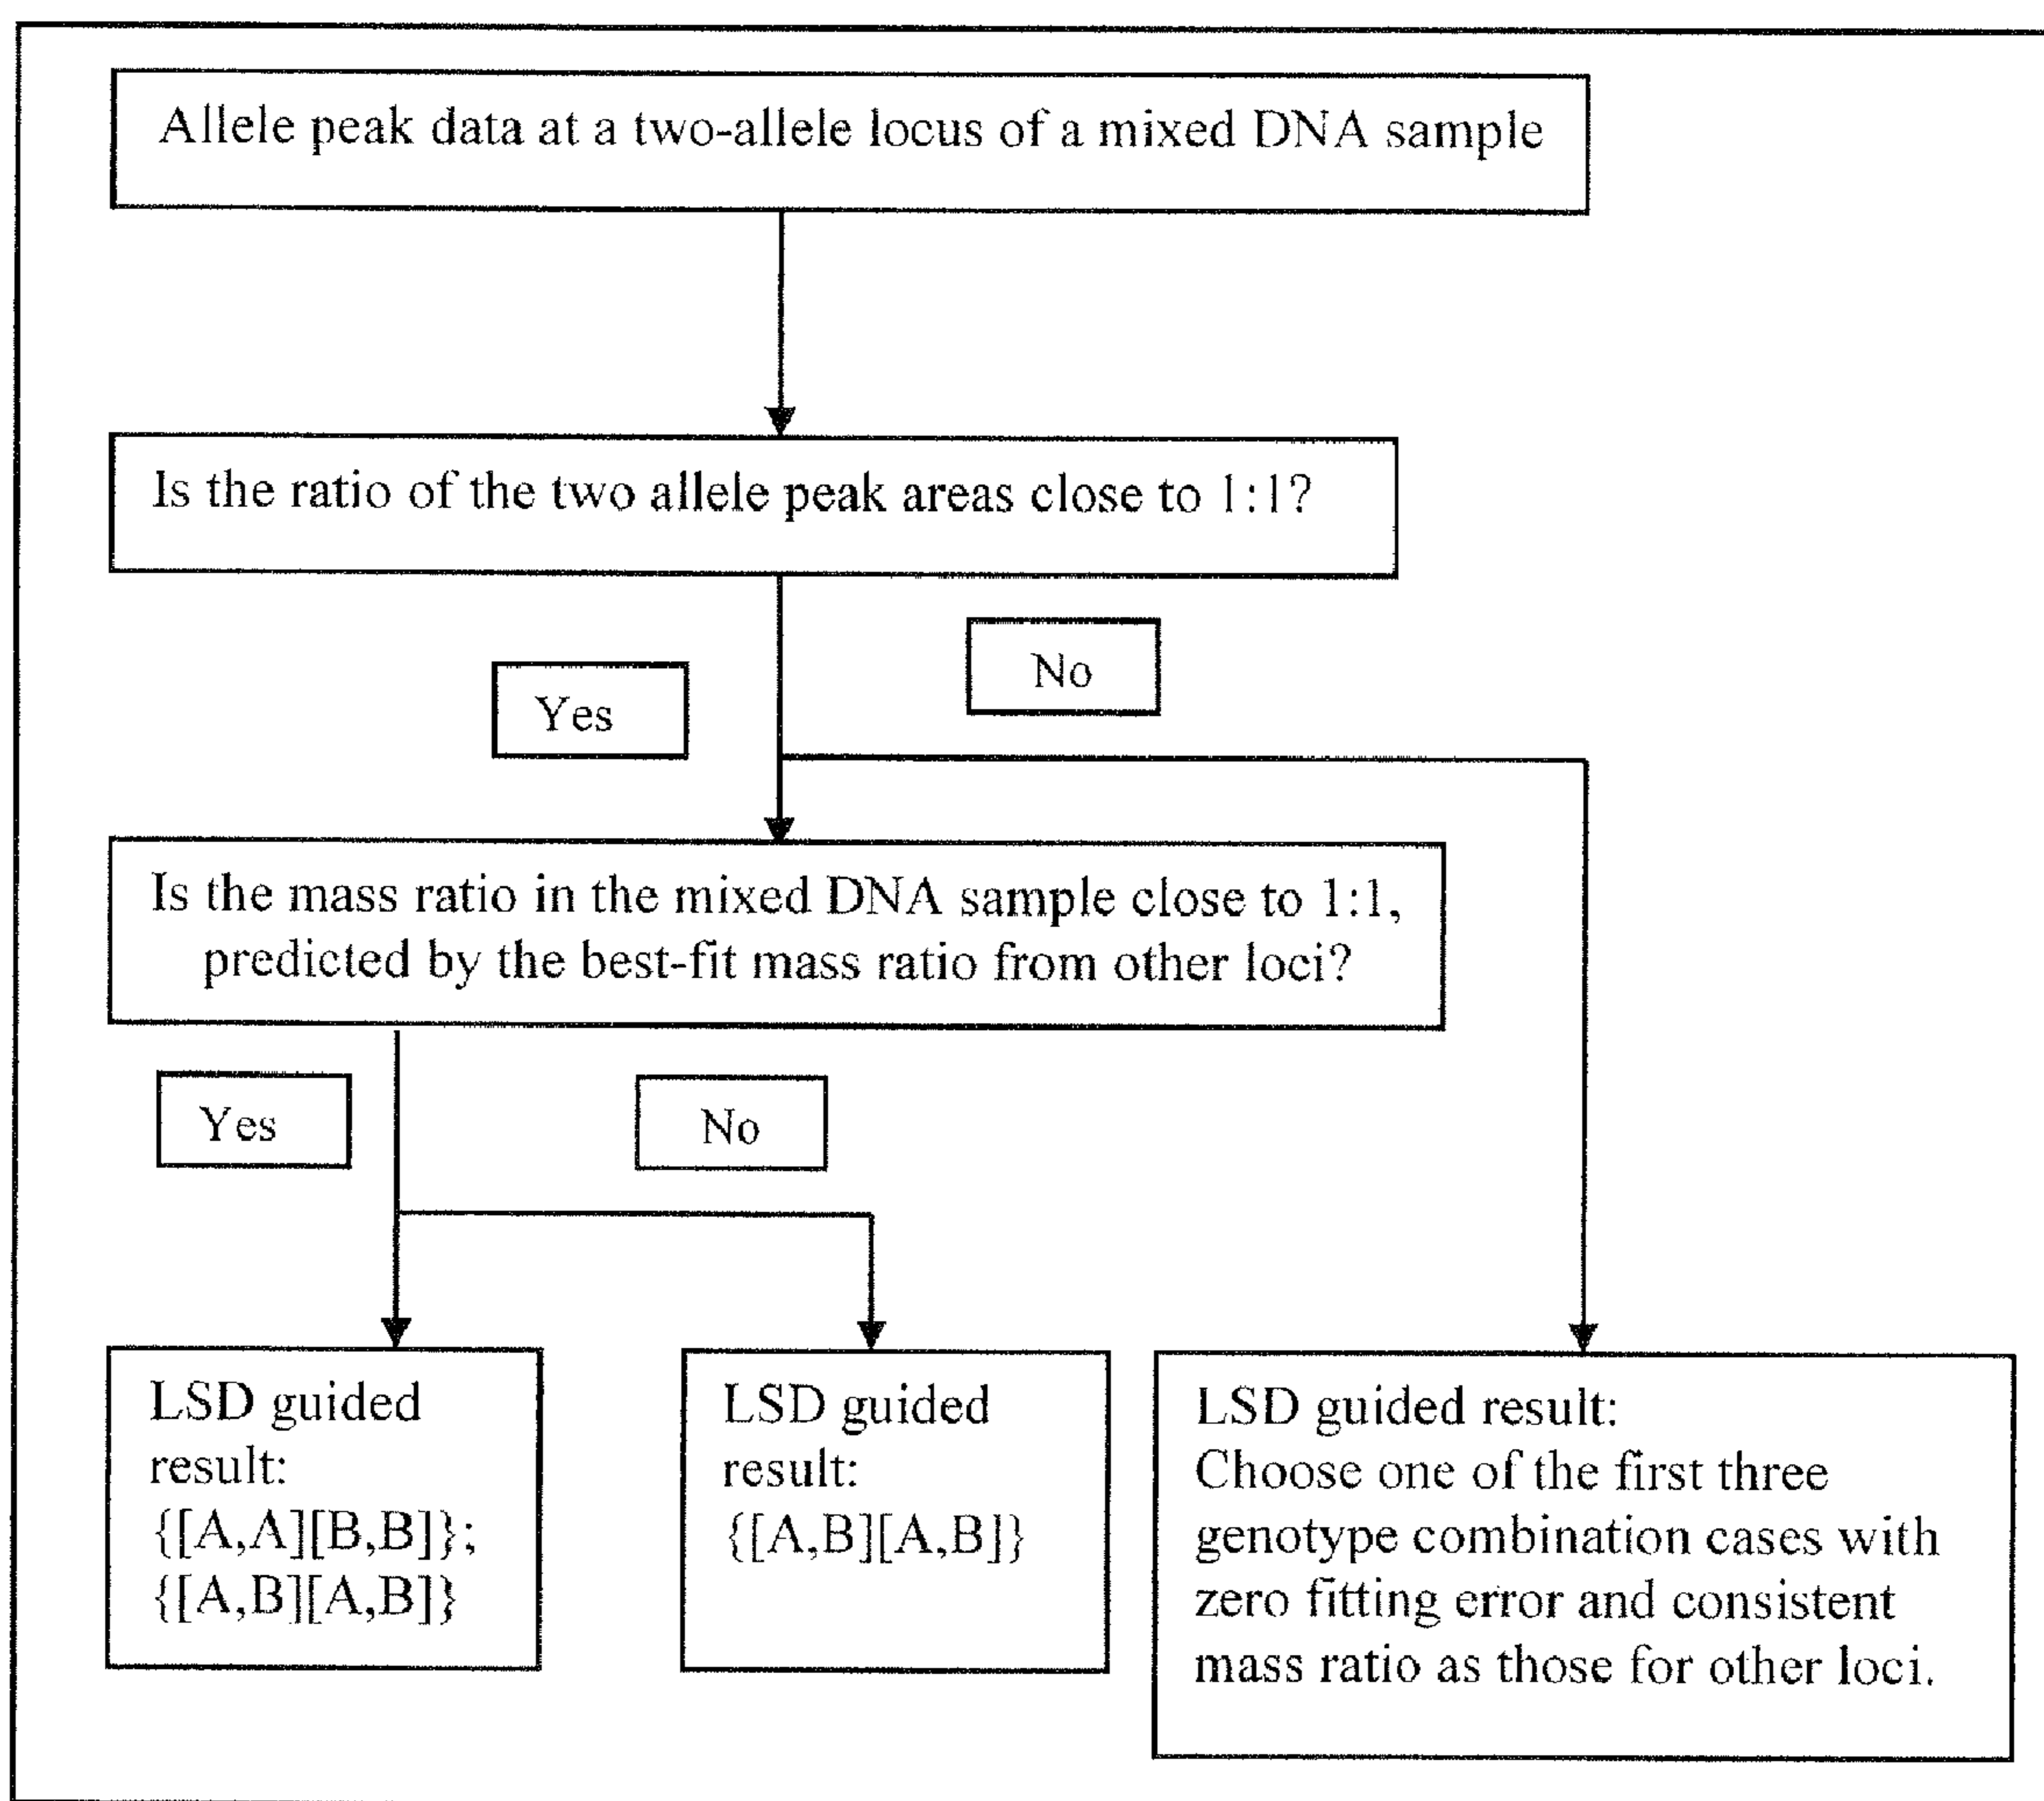 Allele peak data at a two-allele locus of a mixed DNA sample
Is the ratio of the two allele peak areas close to 1:1?
Yes
No
Is the mass ratio in the mixed DNA sample close to 1:1,
predicted by the best-fit mass ratio from other loci?
Yes
No
LSD guided
result:
{[A,A][B,B]};
{[A,B][A,B]}
LSD guided
result:
{[A,B][A,B]}
LSD guided result:
Choose one of the first three
genotype combination cases with
zero fitting error and consistent
mass ratio as those for other loci.